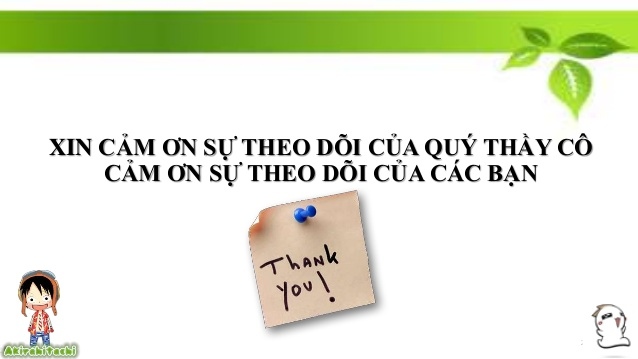 XIN CẢM ƠN SỰ THEO DÕI CỦA QUÝ THẦY CÔ
CẢM ƠN SỰ THEO DÕI CỦA CÁC BẠN
THANk
YOU!
Akirahitachi